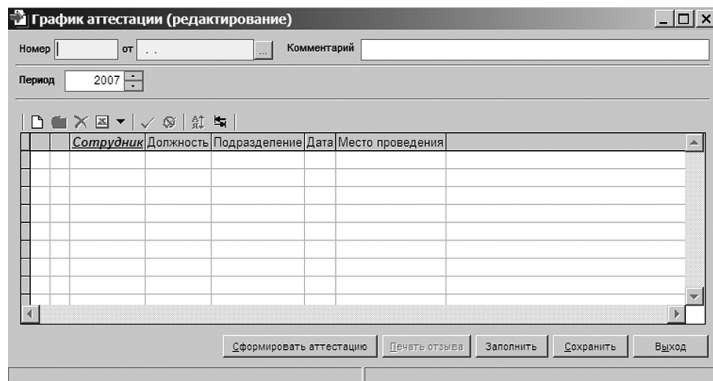 График аттестации (редактирование)
Номер от . . ... Комментарий
Период 2007
Сотрудник Должность Подразделение Дата Место проведения
Сформировать аттестацию Печать отзыва Заполнить Сохранить Выход